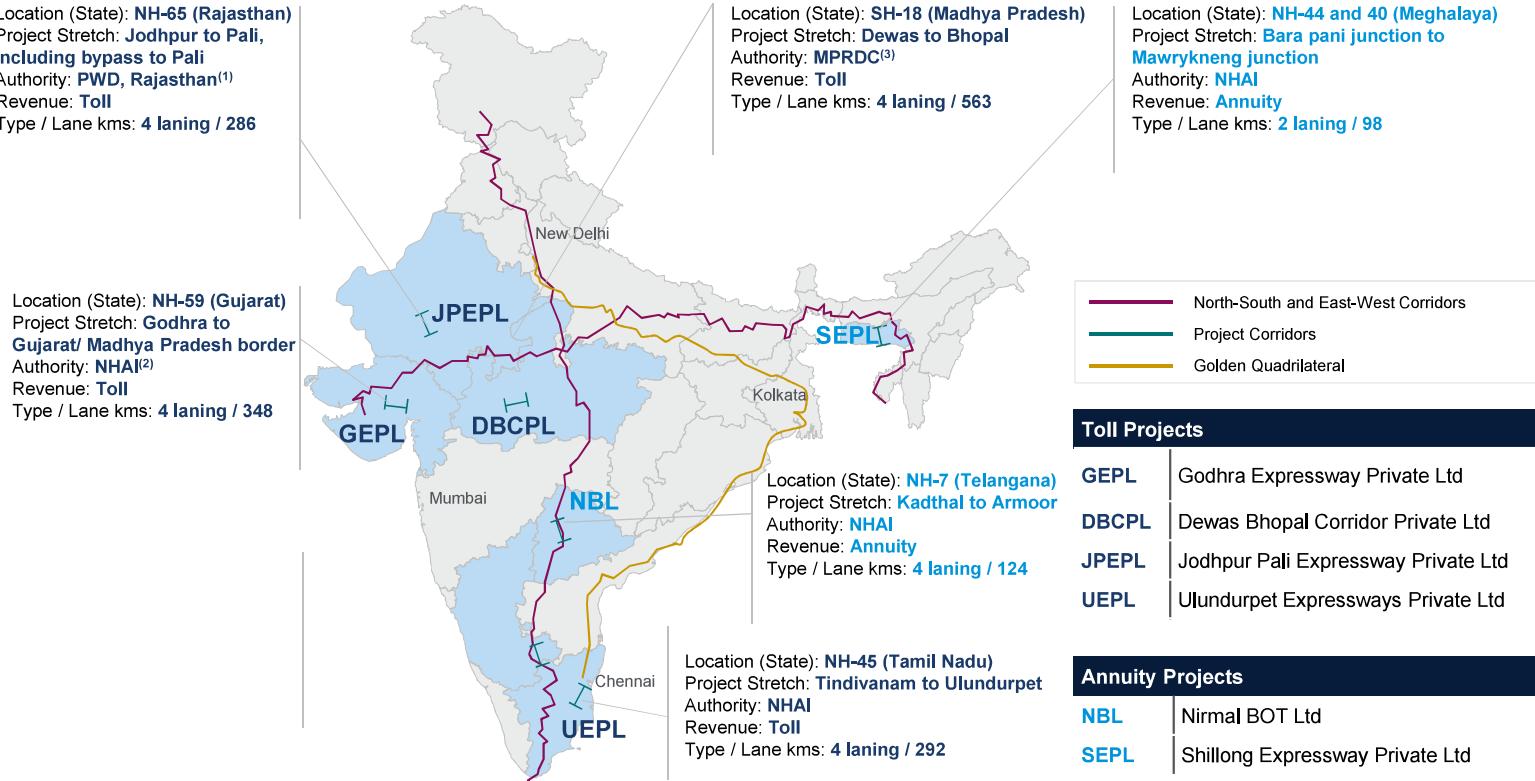 Location (State): NH-65 (Rajasthan)
Project Stretch: Jodhpur to Pali,
including bypass to Pali
Authority: PWD, Rajasthan(1)
Revenue: Toll
Type / Lane kms: 4 laning / 286
Location (State): SH-18 (Madhya Pradesh)
Project Stretch: Dewas to Bhopal
Authority: MPRDC(3)
Revenue: Toll
Type / Lane kms: 4 laning / 563
Location (State): NH-44 and 40 (Meghalaya)
Project Stretch: Bara pani junction to
Mawrykneng junction
Authority: NHAI
Revenue: Annuity
Type / Lane kms: 2 laning / 98
New Delhi
Location (State): NH-59 (Gujarat)
Project Stretch: Godhra to
Gujarat/ Madhya Pradesh border
Authority: NHAI(2)
Revenue: Toll
Type / Lane kms: 4 laning / 348
JPEPL
SEPL
GEPL
DBCPL
Kolkata
Mumbai
NBL
North-South and East-West Corridors
Project Corridors
Golden Quadrilateral
Location (State): NH-7 (Telangana)
Project Stretch: Kadthal to Armoor
Authority: NHAI
Revenue: Annuity
Type / Lane kms: 4 laning / 124
Chennai
UEPL
Location (State): NH-45 (Tamil Nadu)
Project Stretch: Tindivanam to Ulundurpet
Authority: NHAI
Revenue: Toll
Type / Lane kms: 4 laning / 292
Toll Projects
GEPL Godhra Expressway Private Ltd
DBCPL Dewas Bhopal Corridor Private Ltd
JPEPL Jodhpur Pali Expressway Private Ltd
UEPL Ulundurpet Expressways Private Ltd
Annuity Projects
NBL Nirmal BOT Ltd
SEPL Shillong Expressway Private Ltd